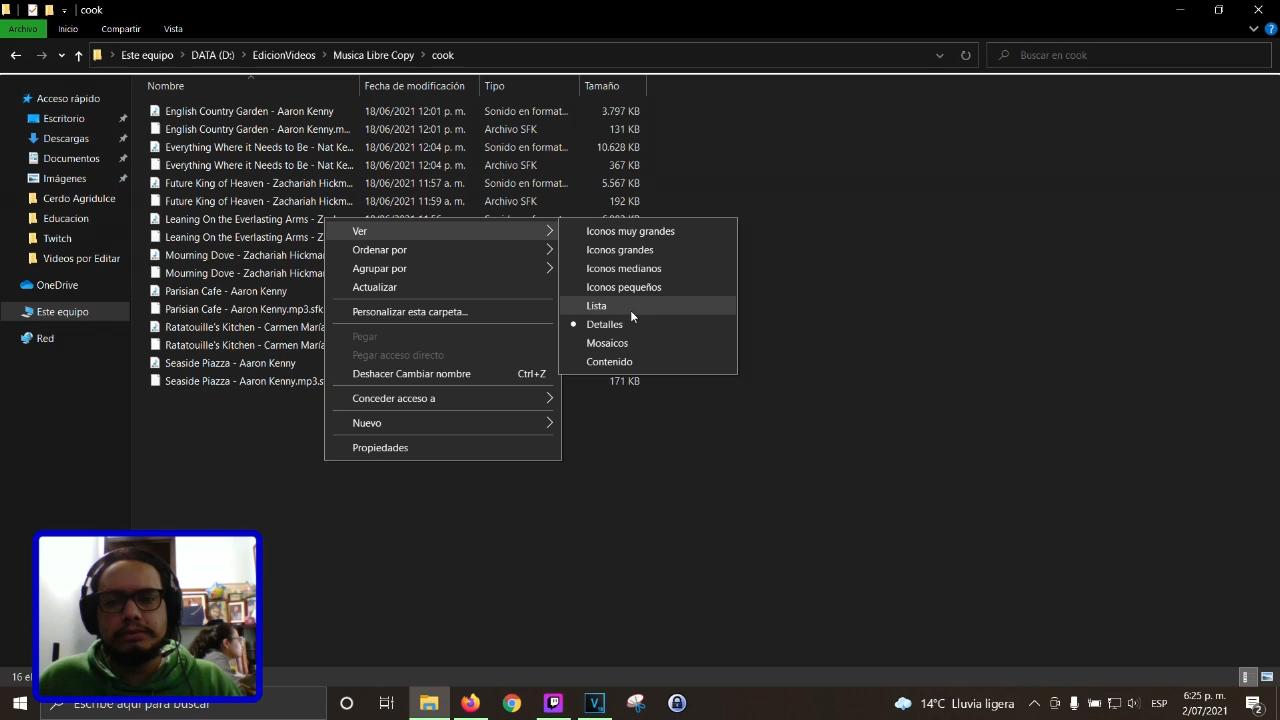 cook
Archivo Inicio Compartir Vista
Este equipo DATA (D:) EdicionVideos Musica Libre Copy cook
Buscar en cook
Nombre Fecha de modificación Tipo Tamaño
Acceso rápido
Escritorio
Descargas
Documentos
Imágenes
Cerdo Agridulce
Educacion
Twitch
Videos por Editar
OneDrive
Este equipo
Red
English Country Garden - Aaron Kenny 18/06/2021 12:01 p. m. Sonido en format... 3.797 KB
English Country Garden - Aaron Kenny.m... 18/06/2021 12:01 p. m. Archivo SFK 131 KB
Everything Where it Needs to Be - Nat Ke... 18/06/2021 12:04 p. m. Sonido en format... 10.628 KB
Everything Where it Needs to Be - Nat Ke... 18/06/2021 12:04 p. m. Archivo SFK 367 KB
Future King of Heaven - Zachariah Hickm... 18/06/2021 11:57 a. m. Sonido en format... 5.567 KB
Future King of Heaven - Zachariah Hickm... 18/06/2021 11:59 a. m. Archivo SFK 192 KB
Leaning On the Everlasting Arms - Z
Leaning On the Everlasting Arms - Z
Mourning Dove - Zachariah Hickmar
Mourning Dove - Zachariah Hickmar
Parisian Cafe - Aaron Kenny
Parisian Cafe - Aaron Kenny.mp3.sfk
Ratatouille's Kitchen - Carmen María
Ratatouille's Kitchen - Carmen María
Seaside Piazza - Aaron Kenny
Seaside Piazza - Aaron Kenny.mp3.s 171 KB
Ver
Ordenar por
Agrupar por
Actualizar
Personalizar esta carpeta...
Pegar
Pegar acceso directo
Deshacer Cambiar nombre Ctrl+Z
Conceder acceso a
Nuevo
Propiedades
Iconos muy grandes
Iconos grandes
Iconos medianos
Iconos pequeños
Lista
Detalles
Mosaicos
Contenido
16 el
Escribe aquí para buscar
14°C Lluvia ligera
ESP
6:25 p. m.
2/07/2021
2